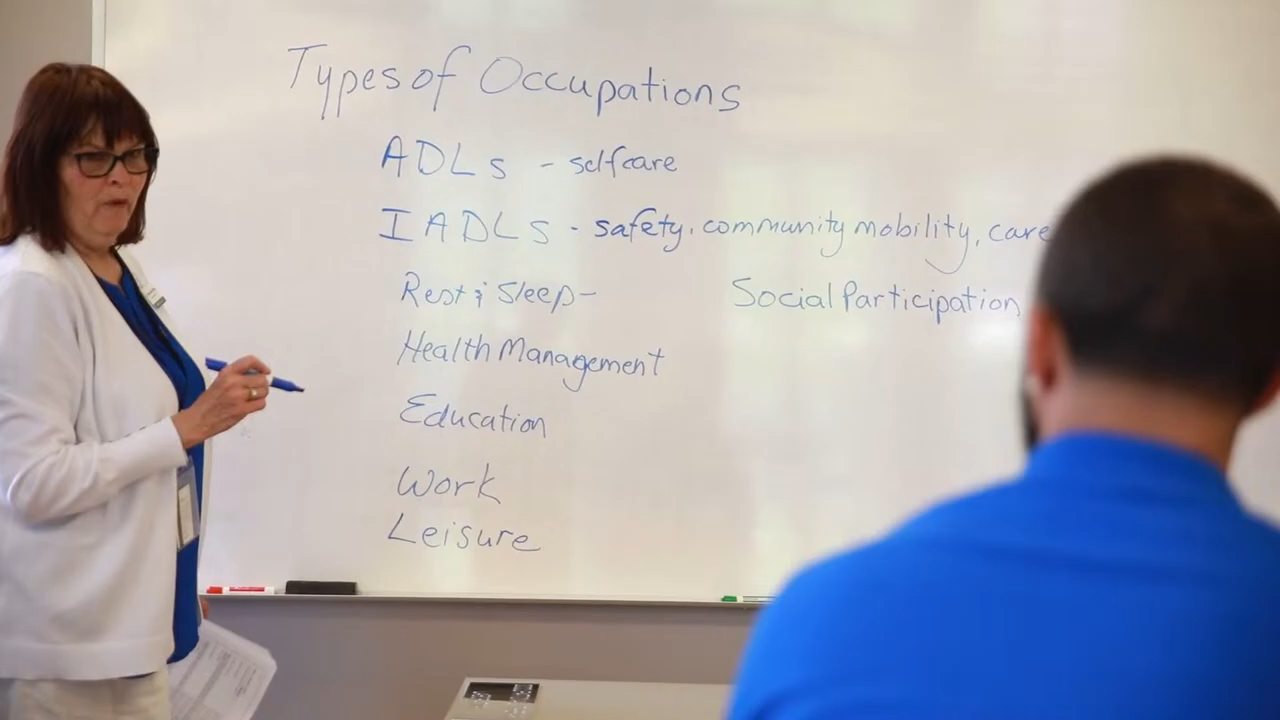 Types of Occupations
ADLs - selfcare
IADLs - safety, community mobility, care
Rest & Sleep- Social Participation
Health Management
Education
Work
Leisure